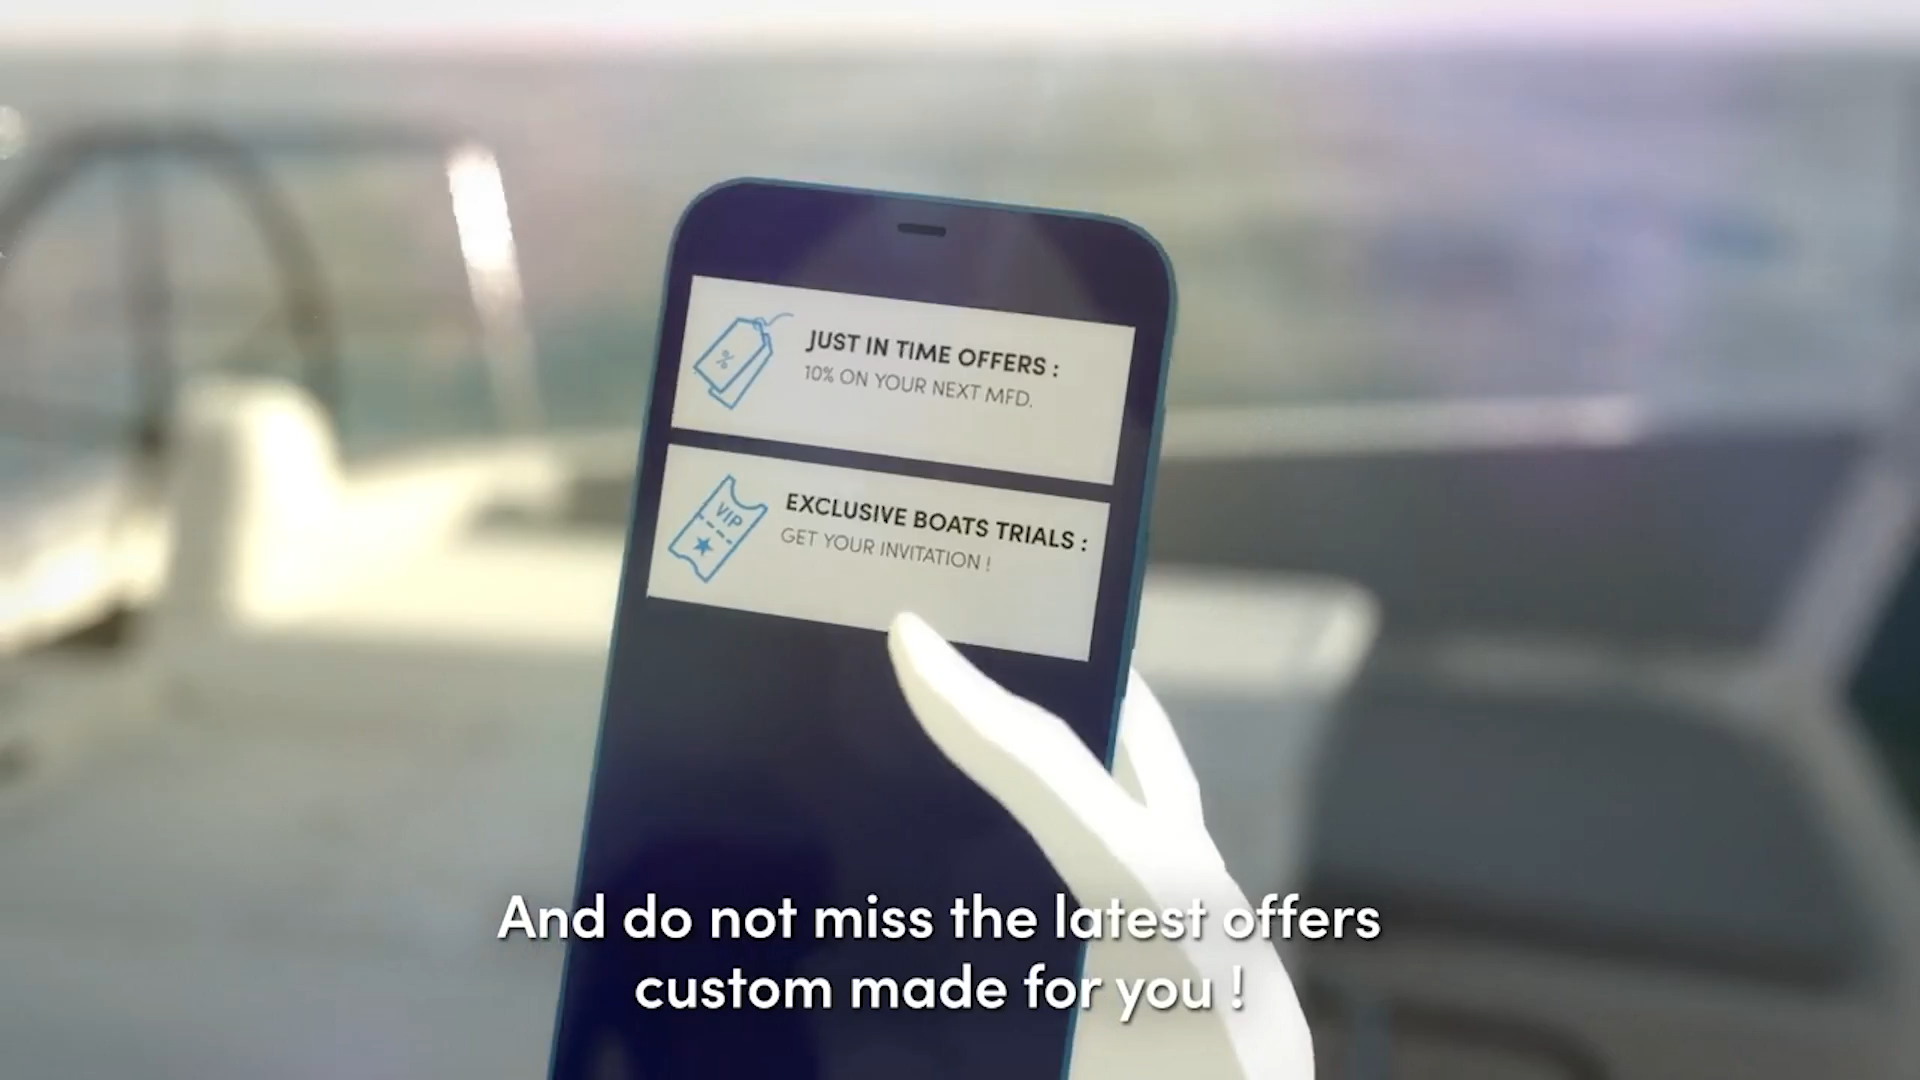 JUST IN TIME OFFERS :
10% ON YOUR NEXT MFD.
EXCLUSIVE BOATS TRIALS :
GET YOUR INVITATION !
%
VIP
And do not miss the latest offers
custom made for you !